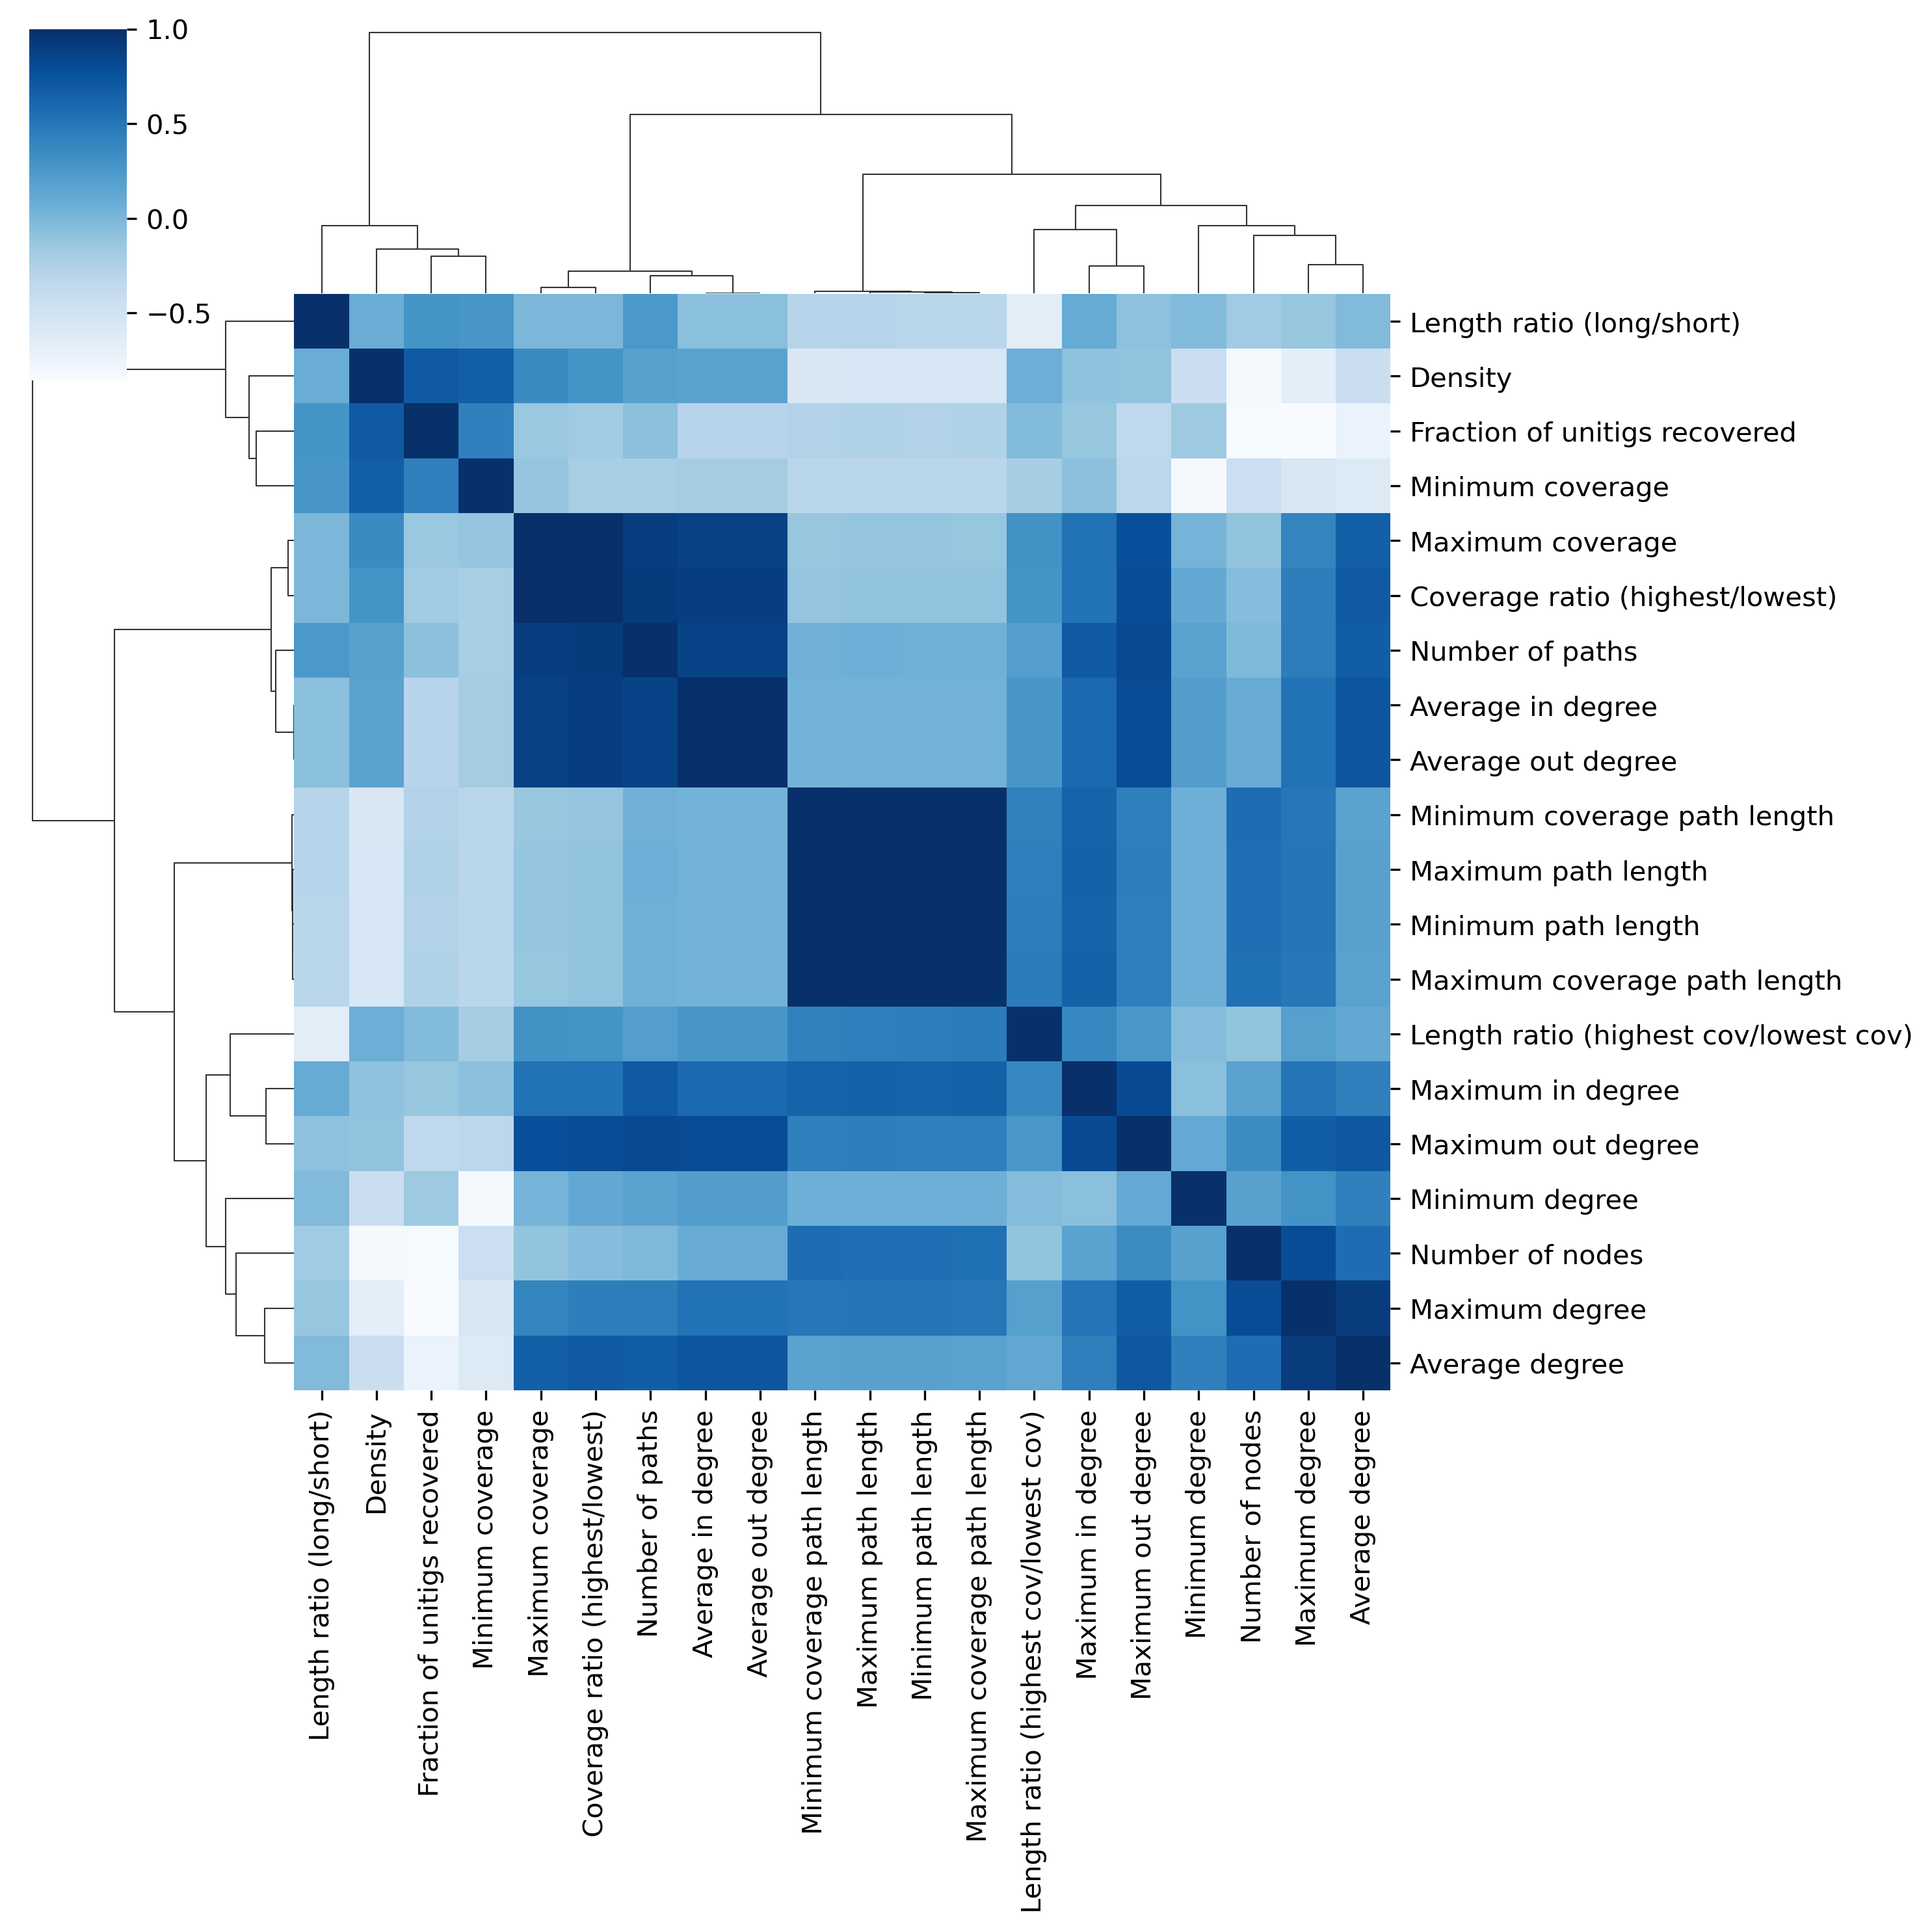 1.0
0.5
0.0
−0.5
Length ratio (long/short)
Density
Fraction of unitigs recovered
Minimum coverage
Maximum coverage
Coverage ratio (highest/lowest)
Number of paths
Average in degree
Average out degree
Minimum coverage path length
Maximum path length
Minimum path length
Maximum coverage path length
Length ratio (highest cov/lowest cov)
Maximum in degree
Maximum out degree
Minimum degree
Number of nodes
Maximum degree
Average degree
Length ratio (long/short)
Density
Fraction of unitigs recovered
Minimum coverage
Maximum coverage
Coverage ratio (highest/lowest)
Number of paths
Average in degree
Average out degree
Minimum coverage path length
Maximum path length
Minimum path length
Maximum coverage path length
Length ratio (highest cov/lowest cov)
Maximum in degree
Maximum out degree
Minimum degree
Number of nodes
Maximum degree
Average degree